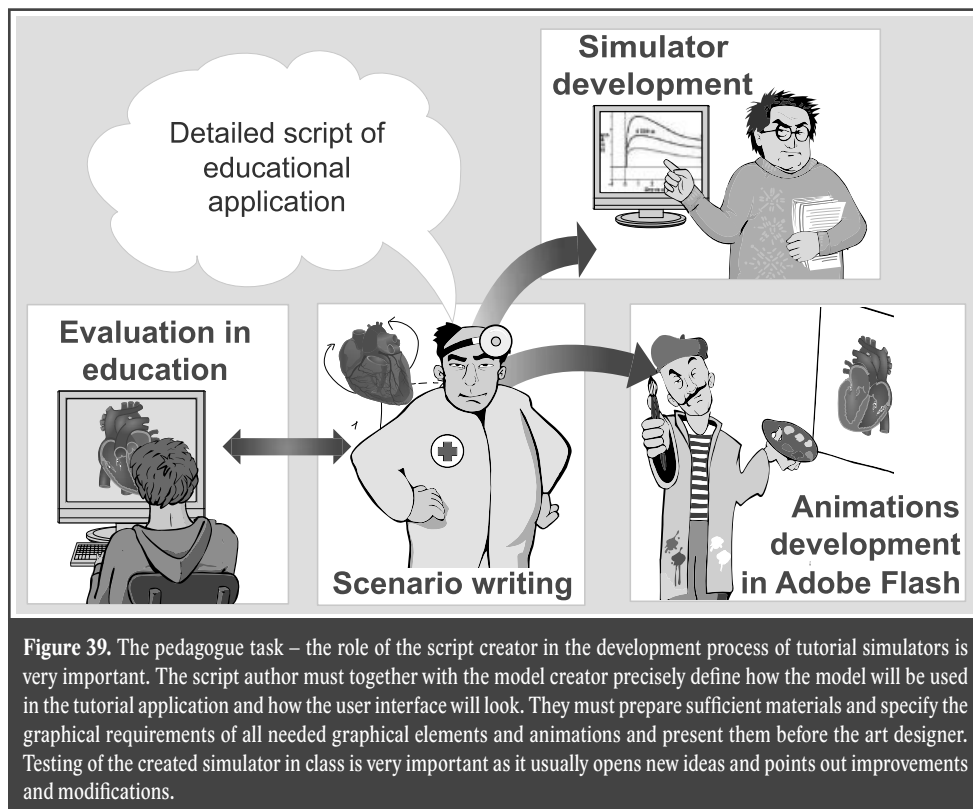 Simulator
development
Detailed script of
educational
application
Evaluation in
education
Scenario writing
Animations
development
in Adobe Flash
Figure 39. The pedagogue task – the role of the script creator in the development process of tutorial simulators is
very important. The script author must together with the model creator precisely define how the model will be used
in the tutorial application and how the user interface will look. They must prepare sufficient materials and specify the
graphical requirements of all needed graphical elements and animations and present them before the art designer.
Testing of the created simulator in class is very important as it usually opens new ideas and points out improvements
and modifications.